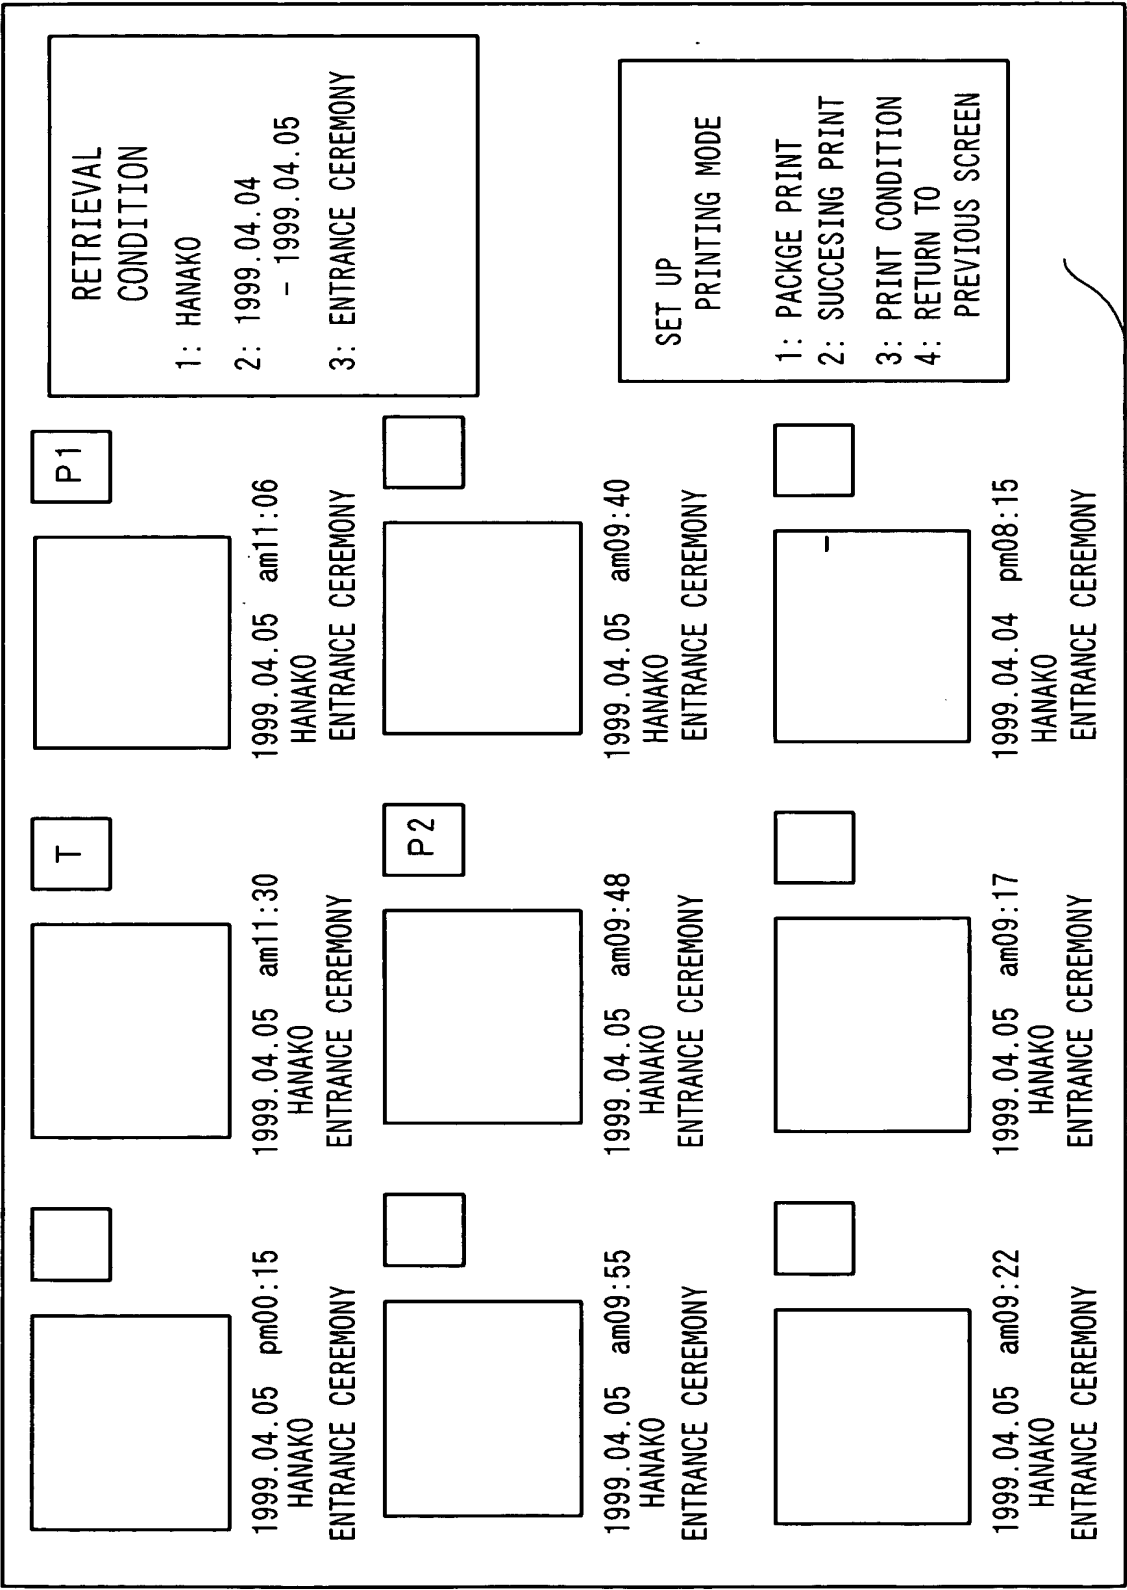 T
P1
1999.04.05 pm00:15
HANAKO
ENTRANCE CEREMONY
1999.04.05 am11:30
HANAKO
ENTRANCE CEREMONY
1999.04.05 am11:06
HANAKO
ENTRANCE CEREMONY
P2
1999.04.05 am09:55
HANAKO
ENTRANCE CEREMONY
1999.04.05 am09:48
HANAKO
ENTRANCE CEREMONY
1999.04.05 am09:40
HANAKO
ENTRANCE CEREMONY
1999.04.05 am09:22
HANAKO
ENTRANCE CEREMONY
1999.04.05 am09:17
HANAKO
ENTRANCE CEREMONY
1999.04.04 pm08:15
HANAKO
ENTRANCE CEREMONY
RETRIEVAL
CONDITION
1: HANAKO
2: 1999.04.04
- 1999.04.05
3: ENTRANCE CEREMONY
SET UP
PRINTING MODE
1: PACKGE PRINT
2: SUCCESING PRINT
3: PRINT CONDITION
4: RETURN TO
PREVIOUS SCREEN